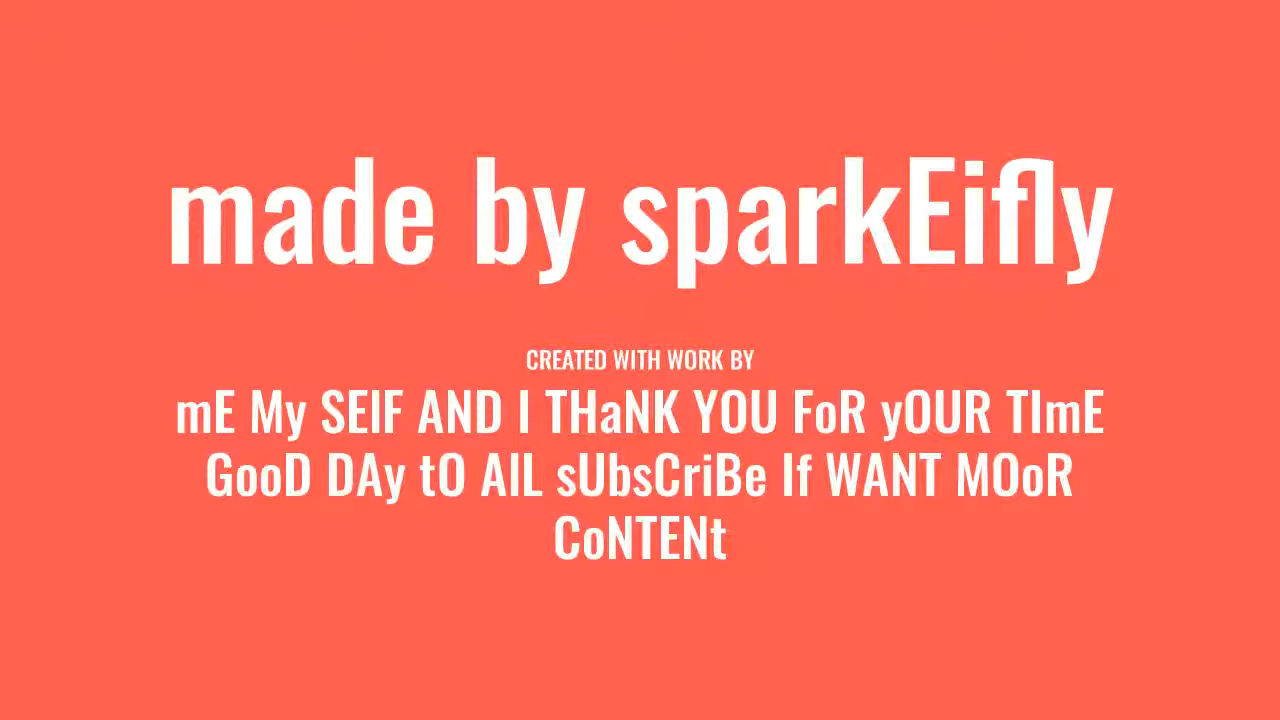 made by sparkEifly
CREATED WITH WORK BY
mE My SEIF AND I THaNK YOU FoR yOUR TImE
GooD DAy tO AIL sUbsCriBe If WANT MOoR
CoNTENt